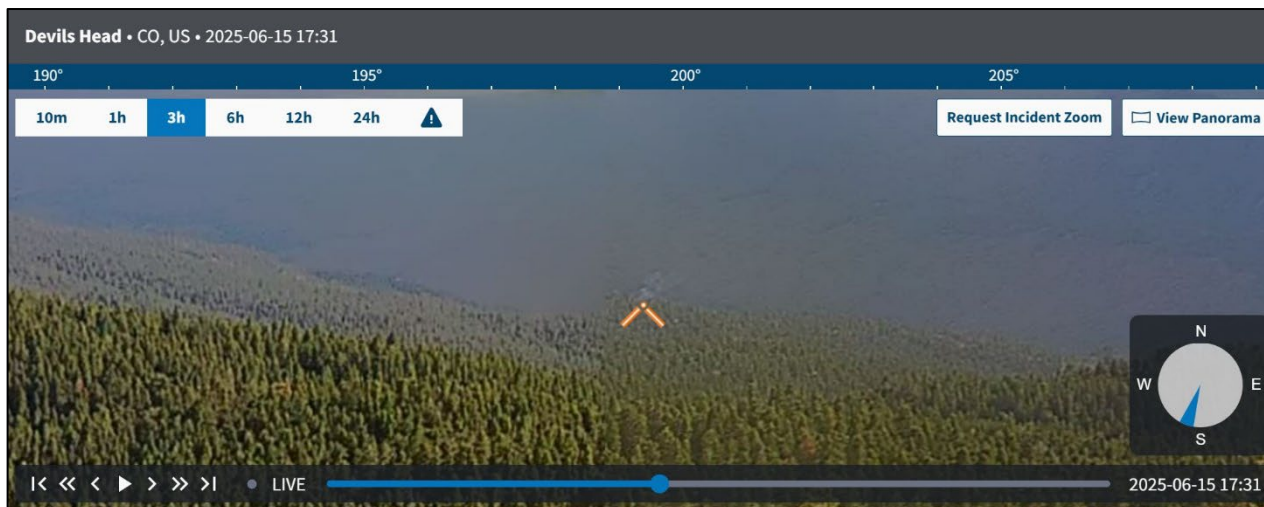 Devils Head • CO, US • 2025-06-15 17:31
190° 195° 200° 205°
10m 1h 3h 6h 12h 24h
Request Incident Zoom View Panorama
N
W E
S
LIVE 2025-06-15 17:31